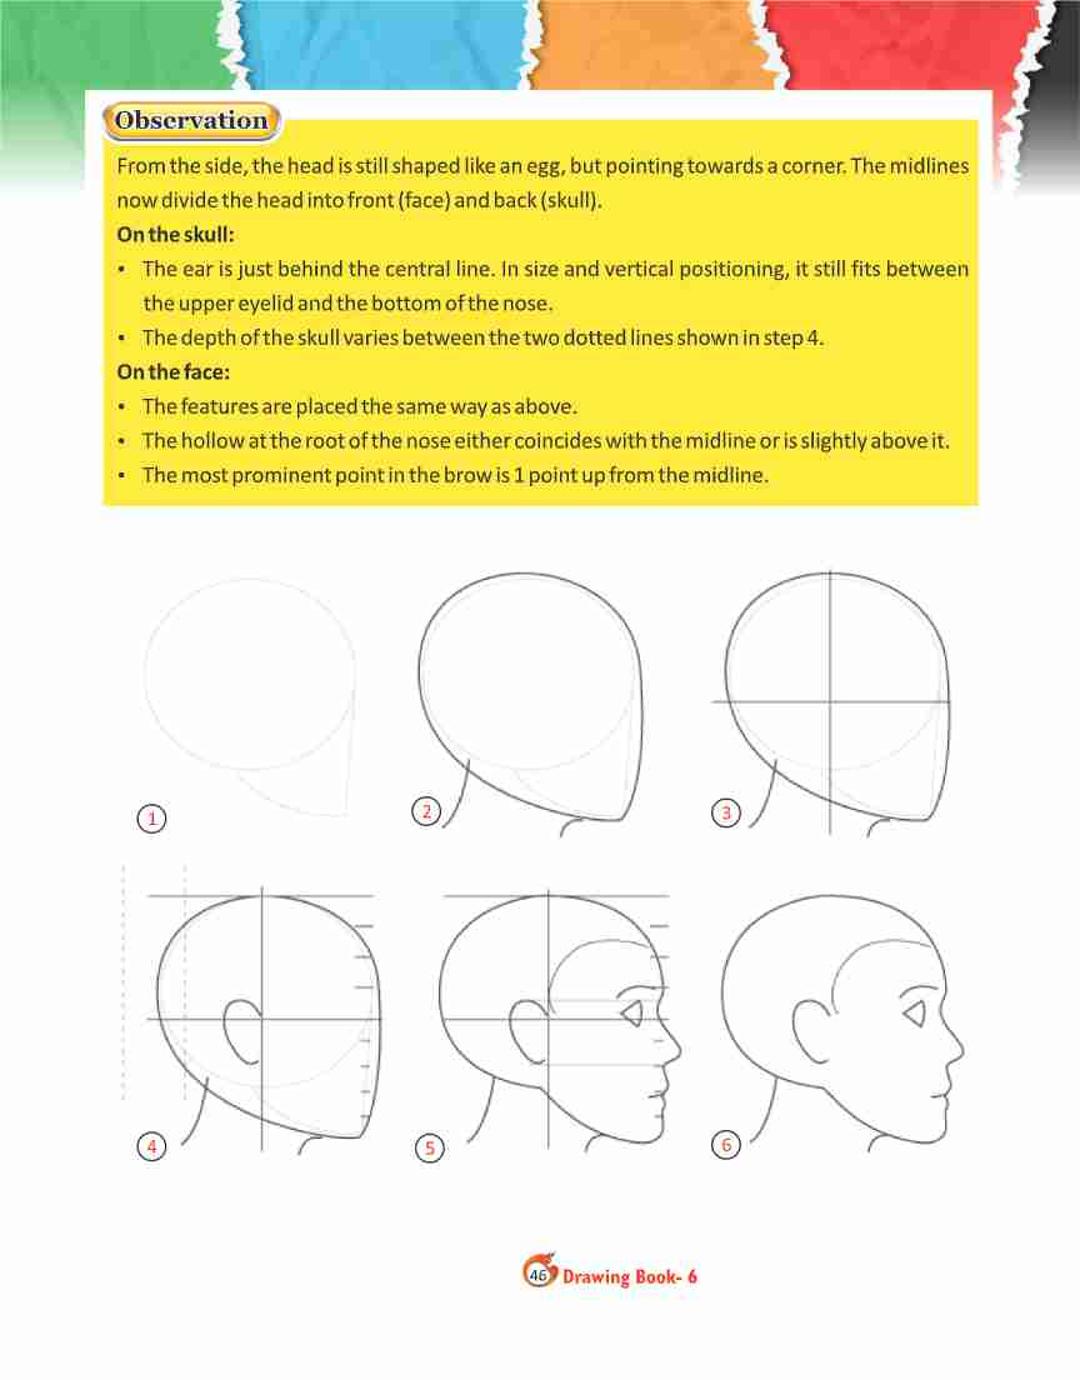 Observation
From the side, the head is still shaped like an egg, but pointing towards a corner. The midlines
now divide the head into front (face) and back (skull).
On the skull:
• The ear is just behind the central line. In size and vertical positioning, it still fits between
the upper eyelid and the bottom of the nose.
• The depth of the skull varies between the two dotted lines shown in step 4.
On the face:
• The features are placed the same way as above.
• The hollow at the root of the nose either coincides with the midline or is slightly above it.
• The most prominent point in the brow is 1 point up from the midline.
1
2
3
4
5
6
46 Drawing Book- 6